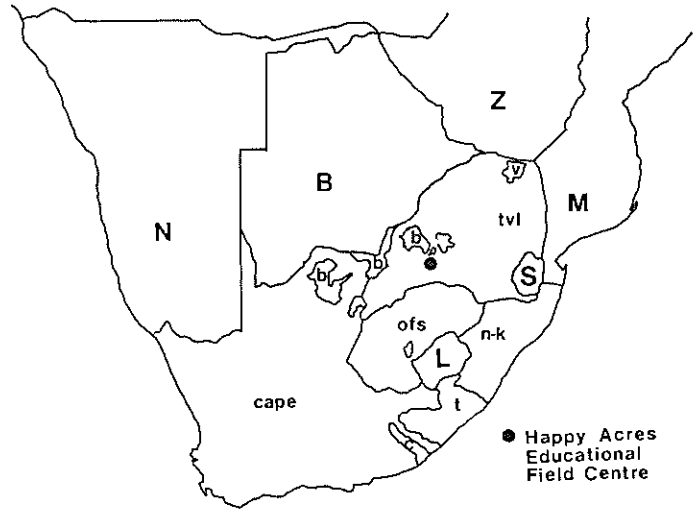 Z
v
B
M
N
tvl
b
b
b
S
ofs
n-k
L
cape
t
c
Happy Acres
Educational
Field Centre